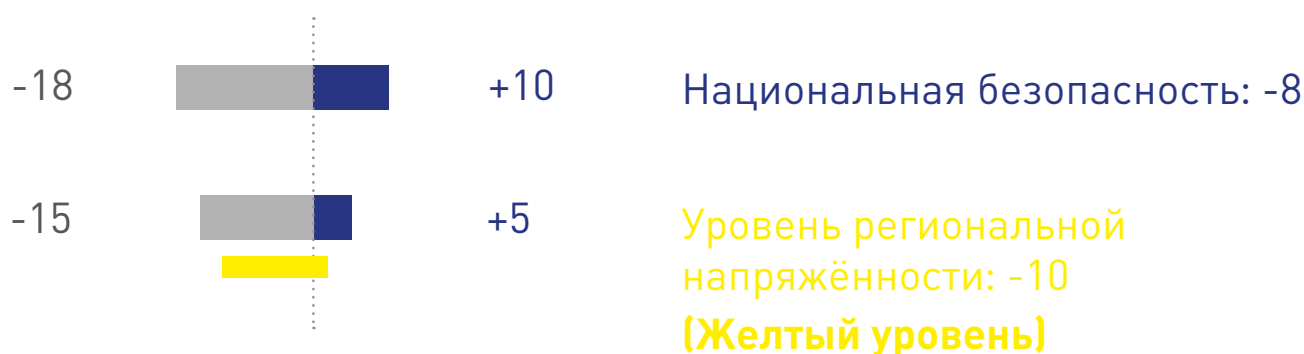 -18 +10 Национальная безопасность: -8
-15 +5 Уровень региональной
напряжённости: -10
(Желтый уровень)